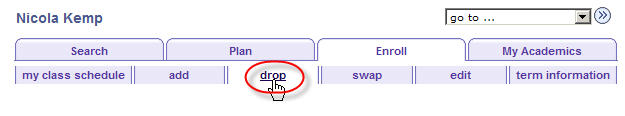 Nicola Kemp go to ...
Search Plan Enroll My Academics
my class schedule add drop swap edit term information